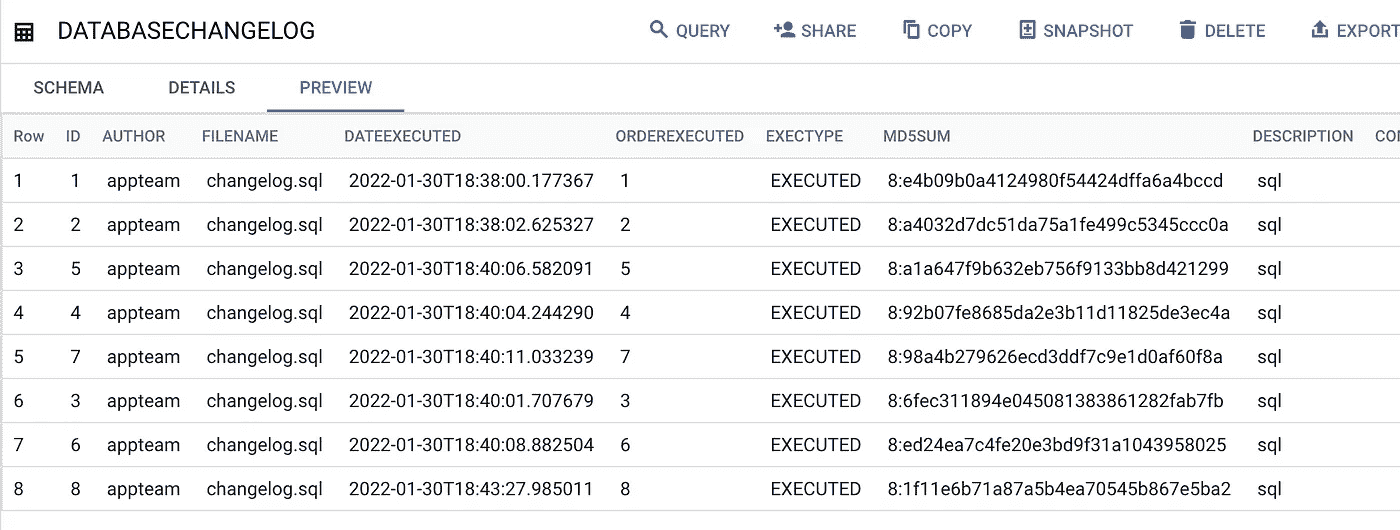 DATABASECHANGELOG QUERY SHARE COPY SNAPSHOT DELETE EXPORT
SCHEMA DETAILS PREVIEW
Row ID AUTHOR FILENAME DATEEXECUTED ORDEREXECUTED EXECTYPE MD5SUM DESCRIPTION
1 1 appteam changelog.sql 2022-01-30T18:38:00.177367 1 EXECUTED 8:e4b09b0a4124980f54424dffa6a4bccd sql
2 2 appteam changelog.sql 2022-01-30T18:38:02.625327 2 EXECUTED 8:a4032d7dc51da75a1fe499c5345ccc0a sql
3 5 appteam changelog.sql 2022-01-30T18:40:06.582091 5 EXECUTED 8:a1a647f9b632eb756f9133bb8d421299 sql
4 4 appteam changelog.sql 2022-01-30T18:40:04.244290 4 EXECUTED 8:92b07fe8685da2e3b11d11825de3ec4a sql
5 7 appteam changelog.sql 2022-01-30T18:40:11.033239 7 EXECUTED 8:98a4b279626ecd3ddf7c9e1d0af60f8a sql
6 3 appteam changelog.sql 2022-01-30T18:40:01.707679 3 EXECUTED 8:6fec311894e045081383861282fab7fb sql
7 6 appteam changelog.sql 2022-01-30T18:40:08.882504 6 EXECUTED 8:ed24ea7c4fe20e3bd9f31a1043958025 sql
8 8 appteam changelog.sql 2022-01-30T18:43:27.985011 8 EXECUTED 8:1f11e6b71a87a5b4ea70545b867e5ba2 sql